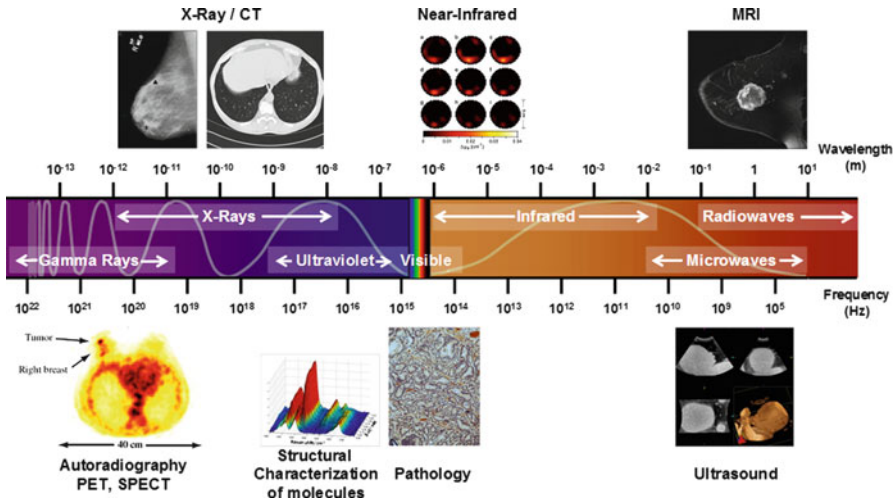 X-Ray / CT
Near-Infrared
MRI
Wavelength
(m)
10⁻¹³ 10⁻¹² 10⁻¹¹ 10⁻¹⁰ 10⁻⁹ 10⁻⁸ 10⁻⁷ 10⁻⁶ 10⁻⁵ 10⁻⁴ 10⁻³ 10⁻² 10⁻¹ 1 10¹
X-Rays
Infrared
Radiowaves
Gamma Rays
Ultraviolet
Visible
Microwaves
10²² 10²¹ 10²⁰ 10¹⁹ 10¹⁸ 10¹⁷ 10¹⁶ 10¹⁵ 10¹⁴ 10¹³ 10¹² 10¹¹ 10¹⁰ 10⁹ 10⁵
Frequency
(Hz)
Tumor
Right breast
40 cm
Autoradiography
PET, SPECT
Structural
Characterization
of molecules
Pathology
Ultrasound